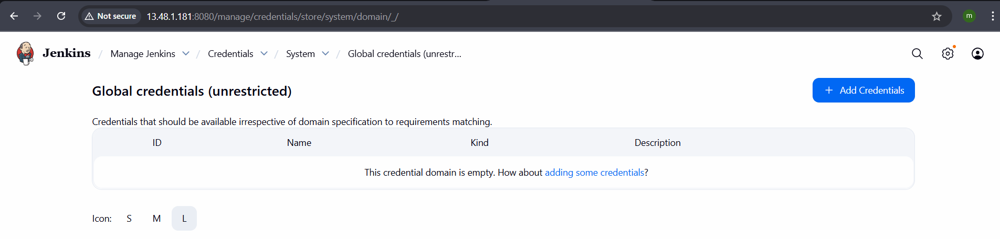 Not secure 13.48.1.181:8080/manage/credentials/store/system/domain/_/ m
Jenkins / Manage Jenkins / Credentials / System / Global credentials (unrestr...
Global credentials (unrestricted)
+ Add Credentials
Credentials that should be available irrespective of domain specification to requirements matching.
ID Name Kind Description
This credential domain is empty. How about adding some credentials?
Icon: S M L